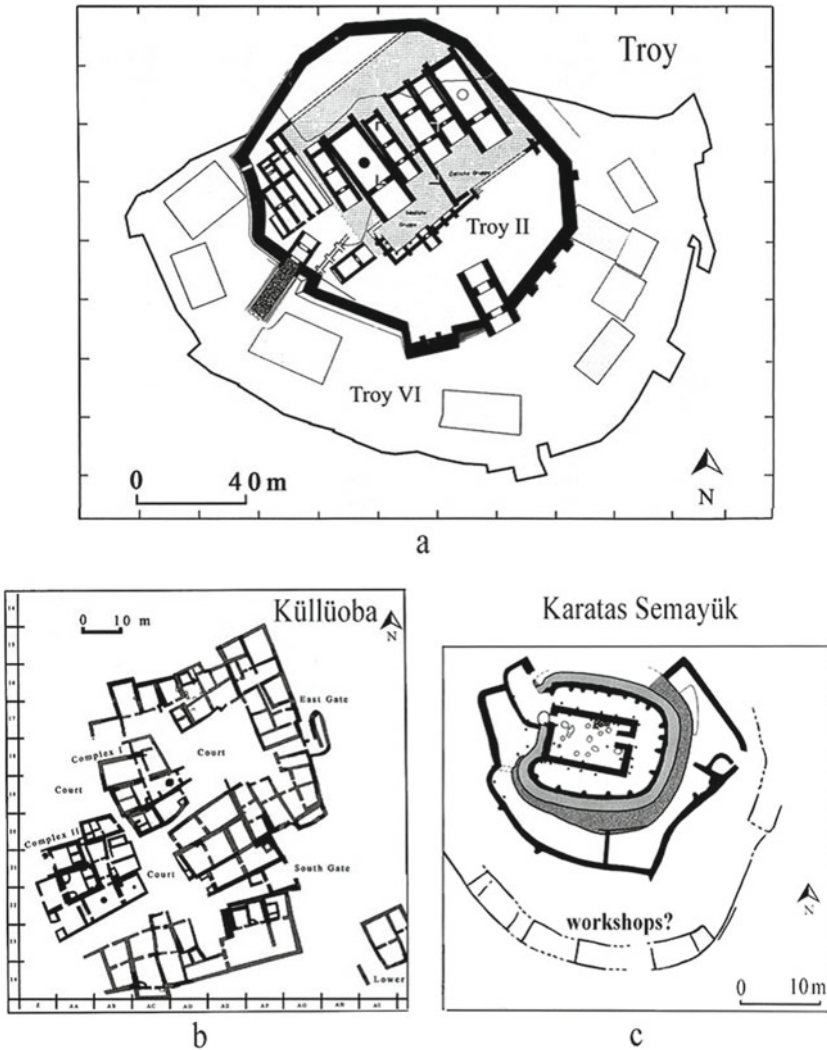 Troy
Troy II
Troy VI
0 40m
N
a
Küllüoba
0 10 m
N
East Gate
Complex I
Court
Court
Complex II
Court
South Gate
Lower
b
Karatas Semayük
workshops?
N
0 10m
c